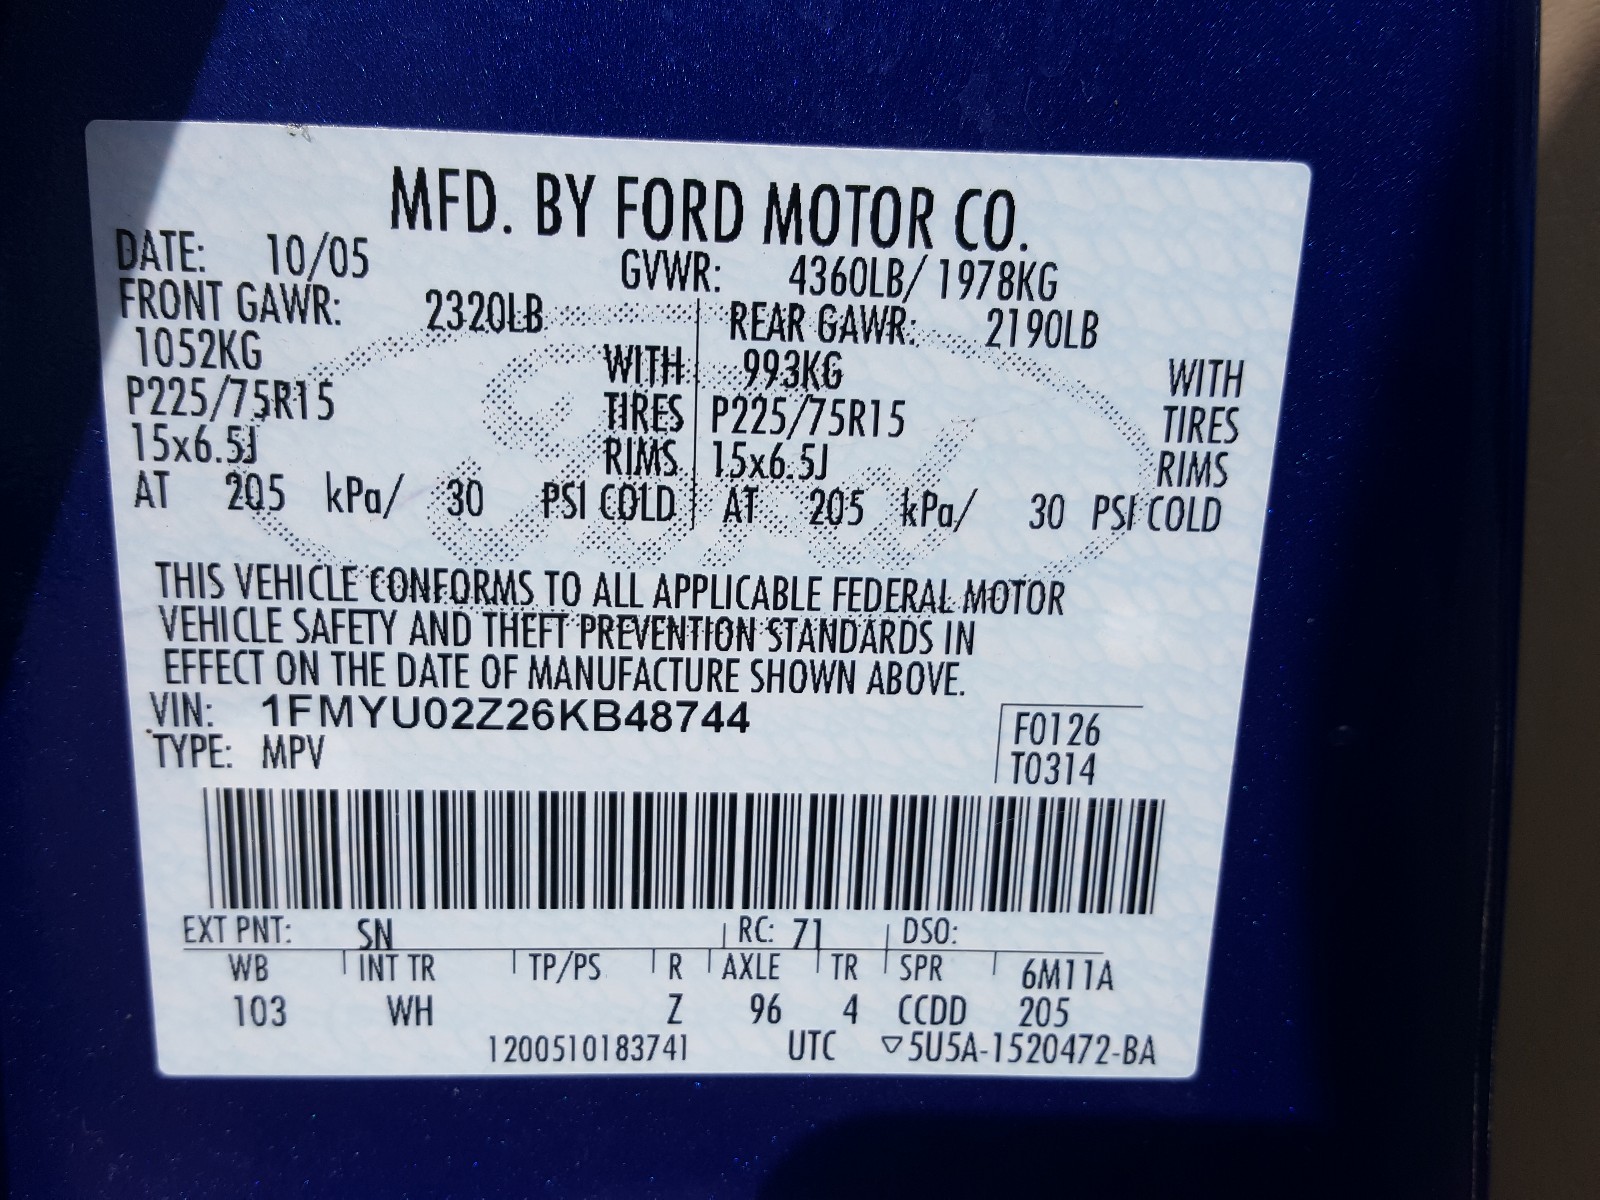 MFD. BY FORD MOTOR CO.
DATE: 10/05 GVWR: 4360LB/ 1978KG
FRONT GAWR: 2320LB REAR GAWR: 2190LB
1052KG WITH 993KG WITH
P225/75R15 TIRES P225/75R15 TIRES
15x6.5J RIMS 15x6.5J RIMS
AT 205 kPa/ 30 PSI COLD AT 205 kPa/ 30 PSI COLD
THIS VEHICLE CONFORMS TO ALL APPLICABLE FEDERAL MOTOR
VEHICLE SAFETY AND THEFT PREVENTION STANDARDS IN
EFFECT ON THE DATE OF MANUFACTURE SHOWN ABOVE.
VIN: 1FMYU02Z26KB48744
F0126
TYPE: MPV T0314
EXT PNT: SN RC: 71 DSO:
WB INT TR TP/PS R AXLE TR SPR 6M11A
103 WH Z 96 4 CCDD 205
1200510183741 UTC ▽5U5A-1520472-BA